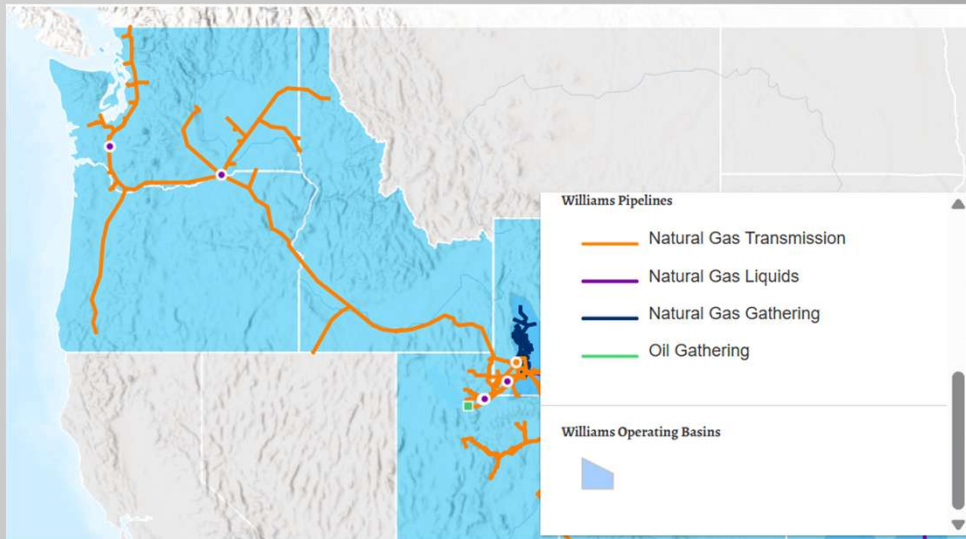 Williams Pipelines
Natural Gas Transmission
Natural Gas Liquids
Natural Gas Gathering
Oil Gathering
Williams Operating Basins